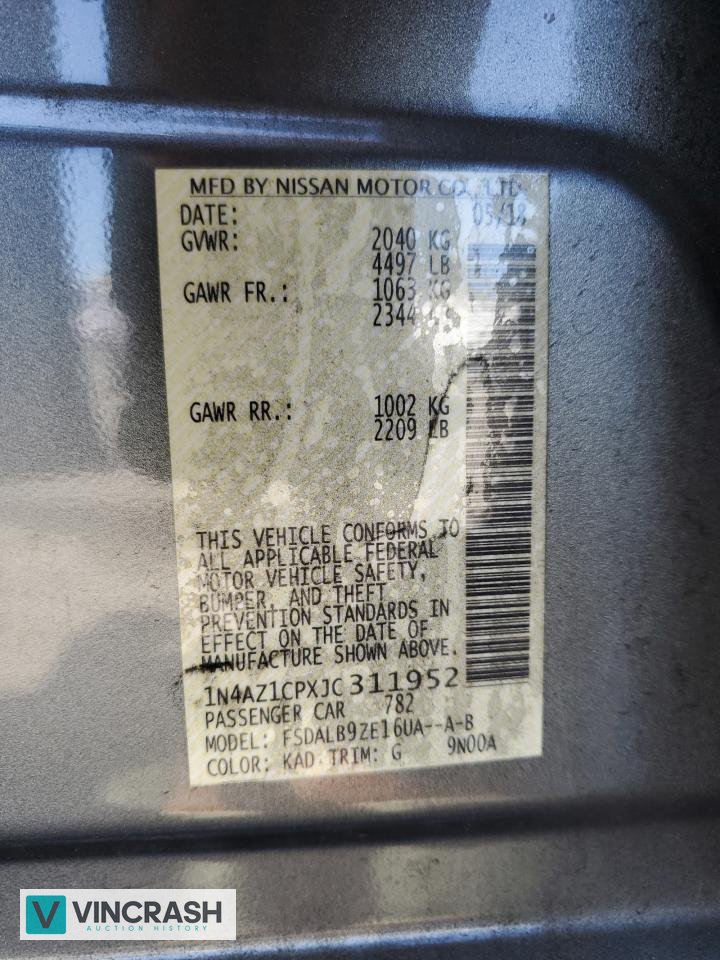 MFD BY NISSAN MOTOR CO., LTD
DATE: 05/18
GVWR: 2040 KG
4497 LB
GAWR FR.: 1063 KG
2344 LB
GAWR RR.: 1002 KG
2209 LB
THIS VEHICLE CONFORMS TO
ALL APPLICABLE FEDERAL
MOTOR VEHICLE SAFETY,
BUMPER, AND THEFT
PREVENTION STANDARDS IN
EFFECT ON THE DATE OF
MANUFACTURE SHOWN ABOVE.
1N4AZ1CPXJC311952
PASSENGER CAR 782
MODEL: FSDALB9ZE16UA--A-B
COLOR: KAD TRIM: G 9N00A
V VINCRASH
AUCTION HISTORY